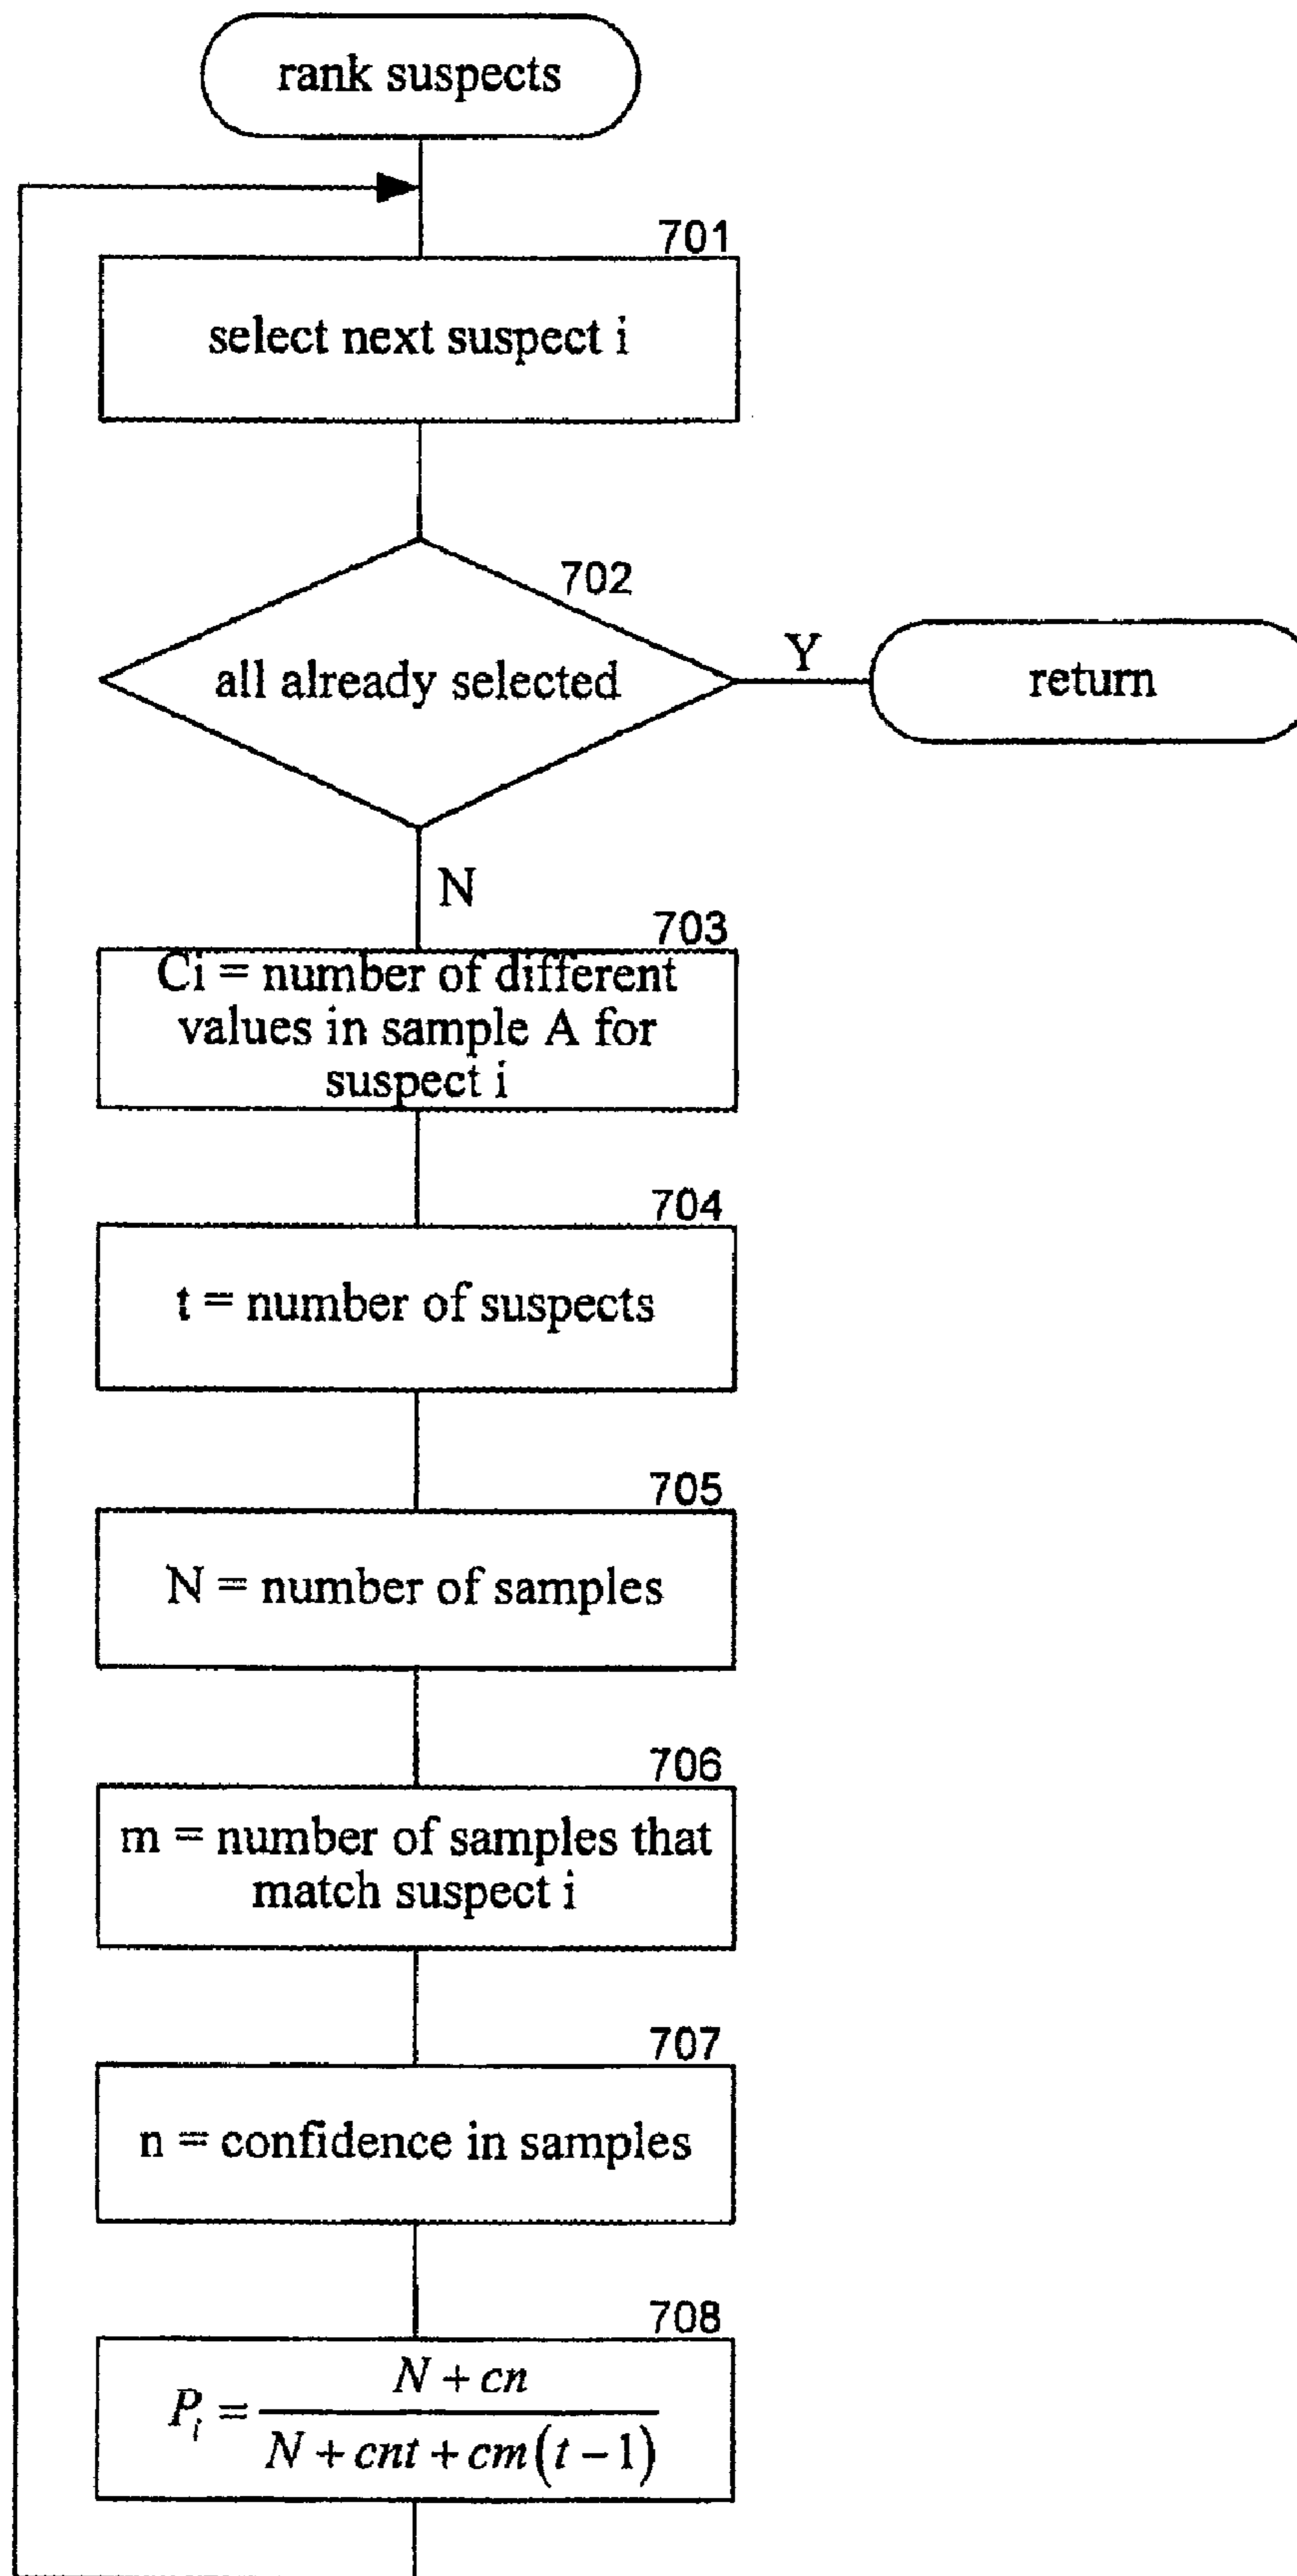 rank suspects
701
select next suspect i
702
all already selected
Y
return
N
703
Ci = number of different
values in sample A for
suspect i
704
t = number of suspects
705
N = number of samples
706
m = number of samples that
match suspect i
707
n = confidence in samples
708
P_i = \frac{N + cn}{N + cnt + cm(t − 1)}